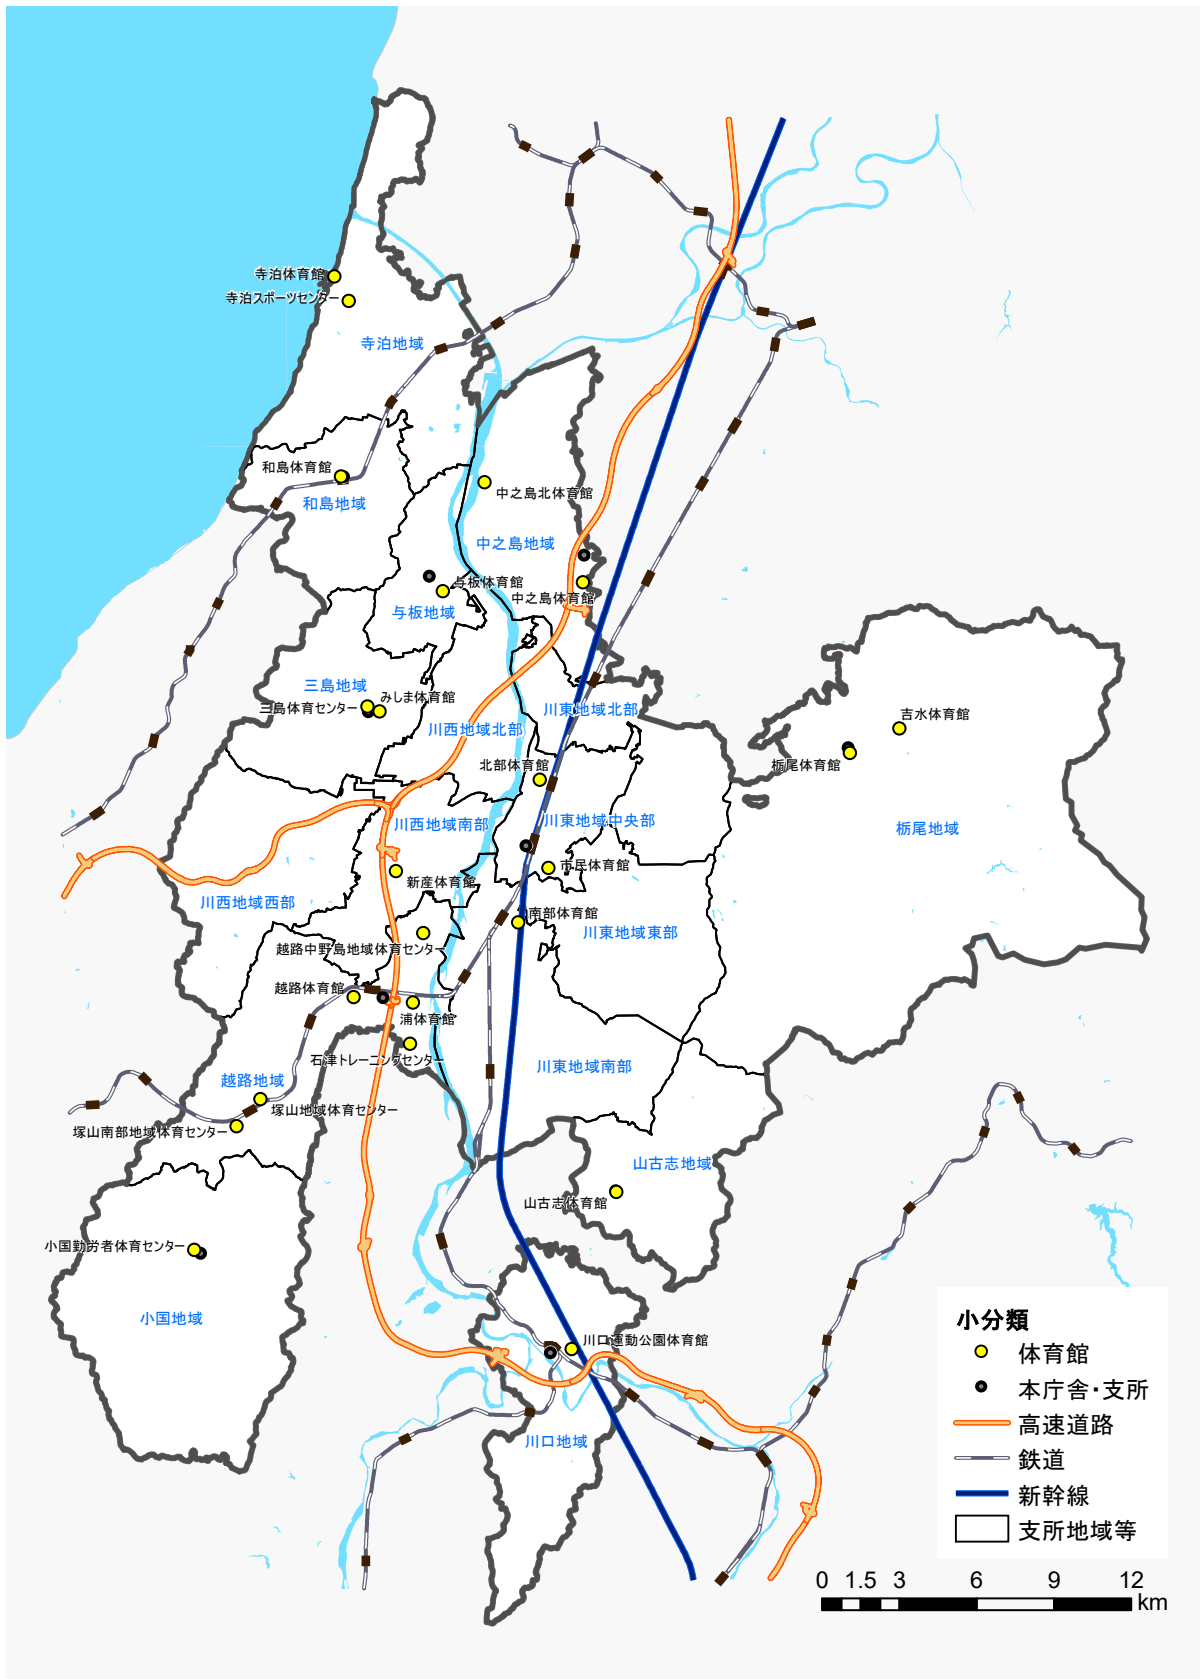 寺泊体育館
寺泊スポーツセンター
寺泊地域
和島体育館
和島地域
中之島北体育館
中之島地域
与板体育館
中之島体育館
与板地域
三島地域
みしま体育館
三島体育センター
川東地域北部
川西地域北部
吉水体育館
北部体育館
栃尾体育館
川西地域南部
川東地域中央部
栃尾地域
市民体育館
新産体育館
川西地域西部
南部体育館
川東地域東部
越路中野島地域体育センター
越路体育館
浦体育館
石津トレーニングセンター
川東地域南部
越路地域
塚山地域体育センター
塚山南部地域体育センター
山古志地域
山古志体育館
小国勤労者体育センター
小国地域
川口運動公園体育館
川口地域
小分類
体育館
本庁舎・支所
高速道路
鉄道
新幹線
支所地域等
0 1.5 3 6 9 12
km